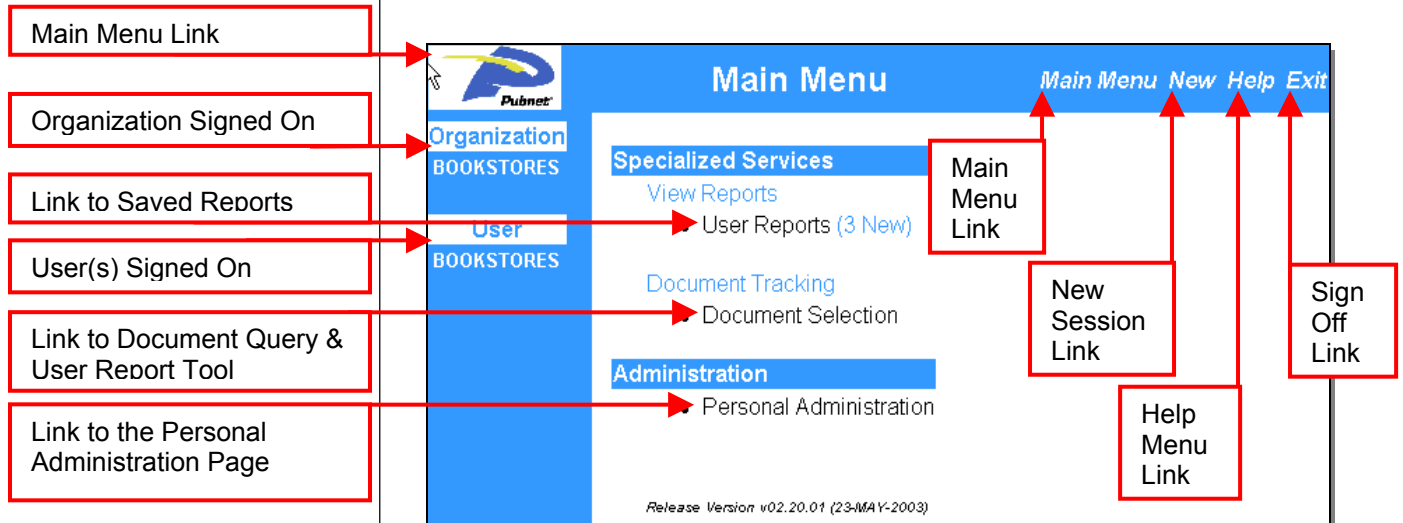 Main Menu Link
Organization Signed On
Link to Saved Reports
User(s) Signed On
Link to Document Query &
User Report Tool
Link to the Personal
Administration Page
Pubnet
Main Menu
Main Menu New Help Exit
Organization
BOOKSTORES
User
BOOKSTORES
Specialized Services
View Reports
User Reports (3 New)
Document Tracking
Document Selection
Administration
Personal Administration
Release Version v02.20.01 (23-MAY-2003)
Main
Menu
Link
New
Session
Link
Help
Menu
Link
Sign
Off
Link